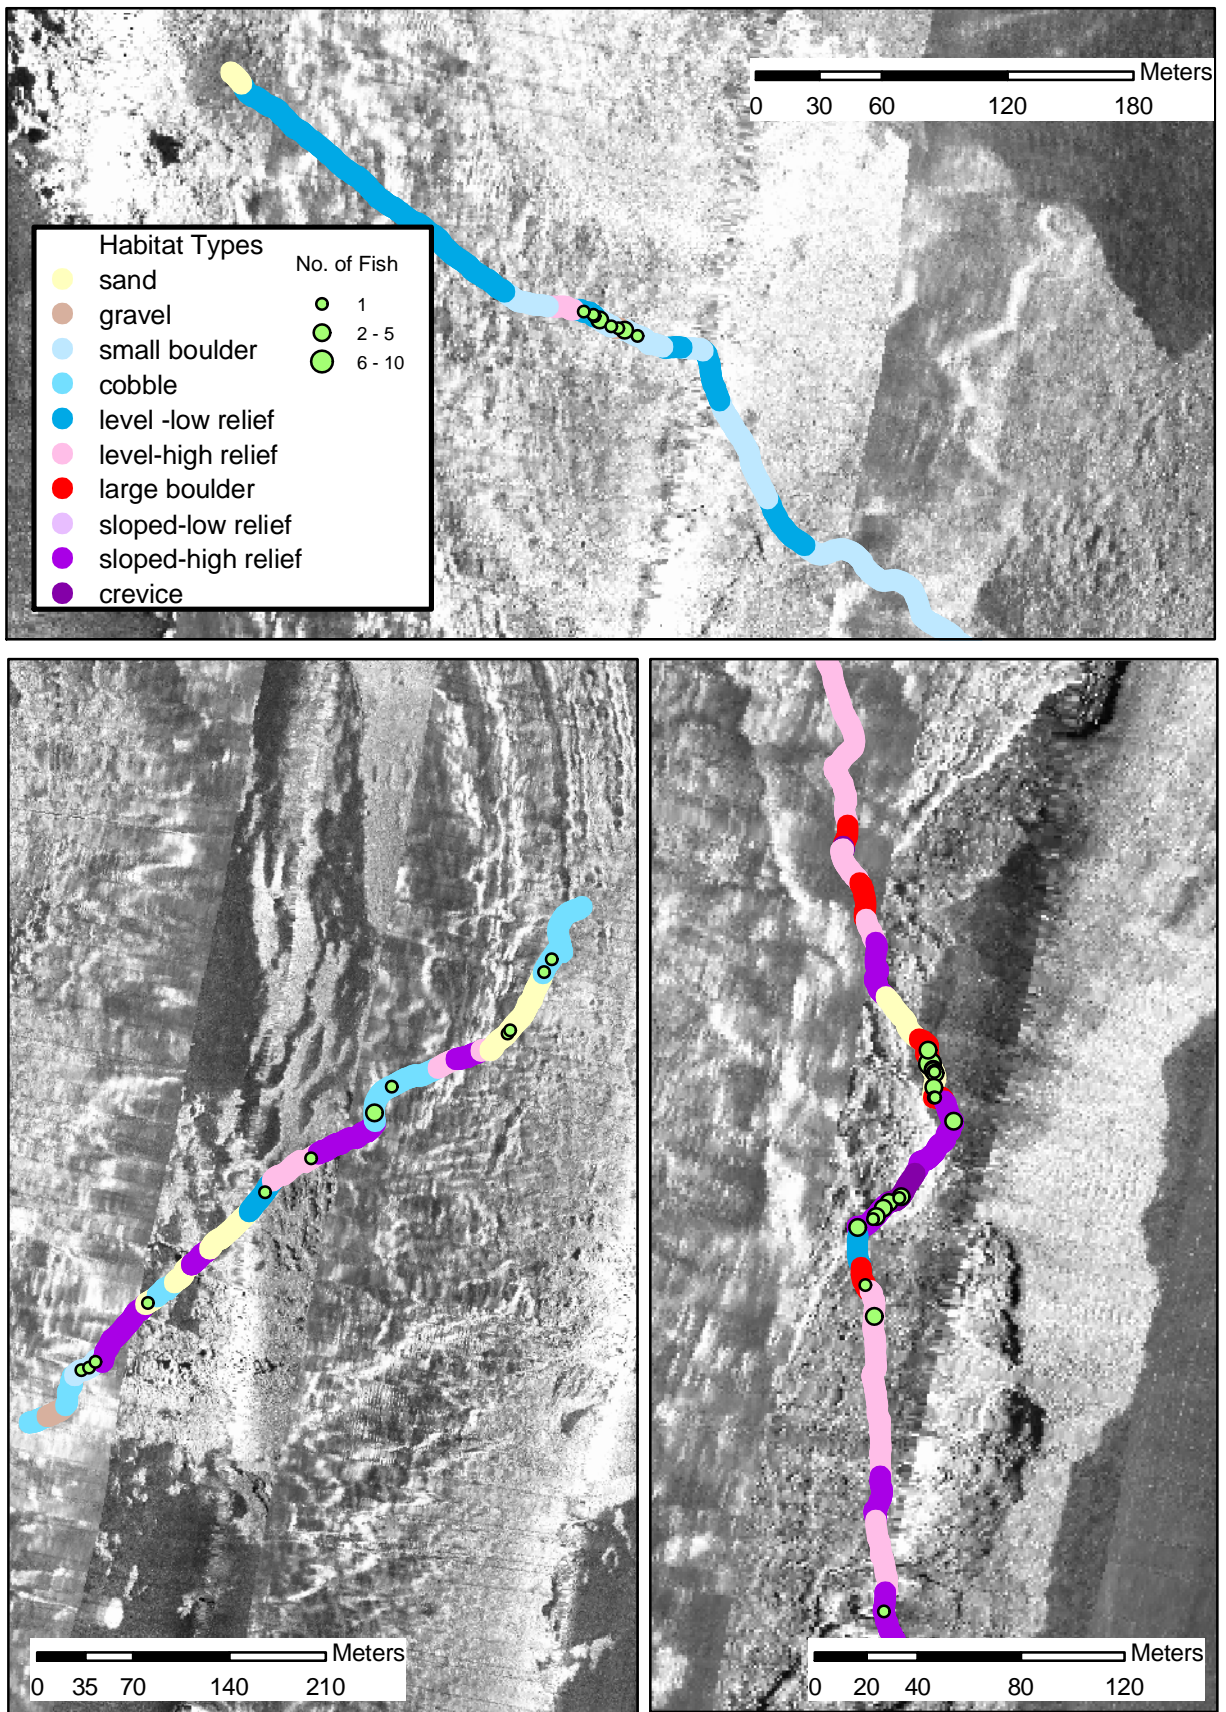 Meters
0 30 60 120 180
Habitat Types
No. of Fish
sand
gravel
small boulder
cobble
level -low relief
level-high relief
large boulder
sloped-low relief
sloped-high relief
crevice
1
2 - 5
6 - 10
Meters
0 35 70 140 210
Meters
0 20 40 80 120